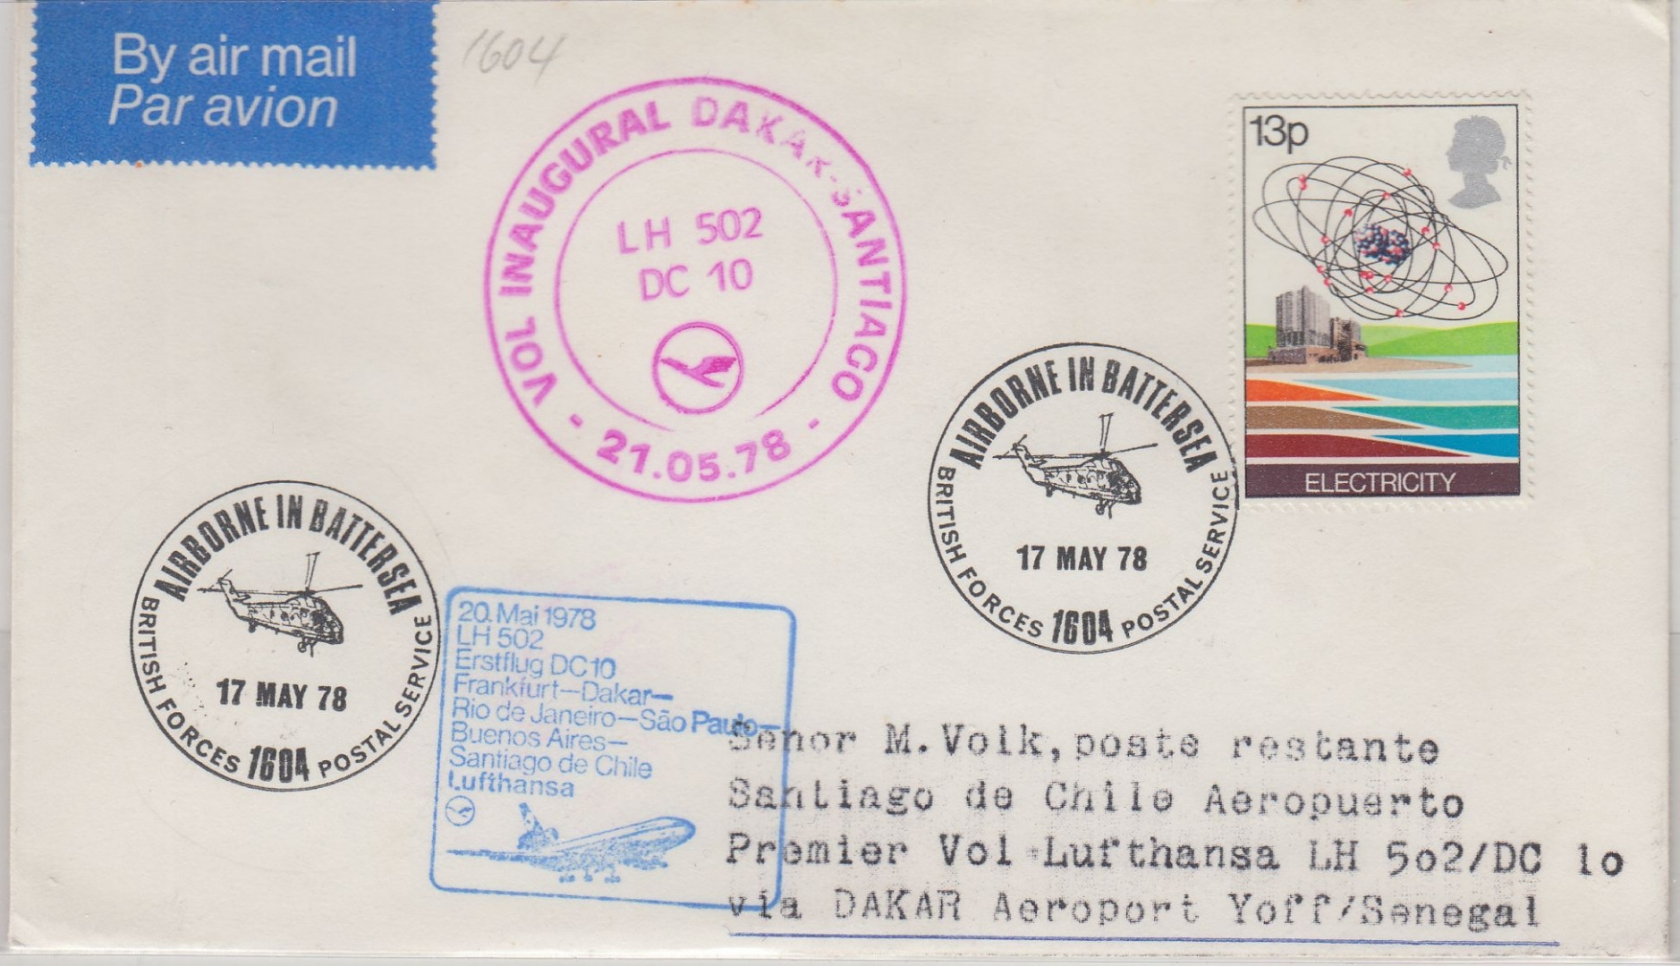 By air mail
Par avion
1604
VOL INAUGURAL DAKAR-SANTIAGO
LH 502
DC 10
- 21.05.78 -
13p
ELECTRICITY
AIRBORNE IN BATTERSEA
17 MAY 78
BRITISH FORCES 1604 POSTAL SERVICE
AIRBORNE IN BATTERSEA
17 MAY 78
BRITISH FORCES 1604 POSTAL SERVICE
20. Mai 1978
LH 502
Erstflug DC10
Frankfurt—Dakar—
Rio de Janeiro—São Paulo—
Buenos Aires—
Santiago de Chile
Lufthansa
Senor M. Volk, poste restante
Santiago de Chile Aeropuerto
Premier Vol Lufthansa LH 5o2/DC lo
via DAKAR Aeroport Yoff/Senegal